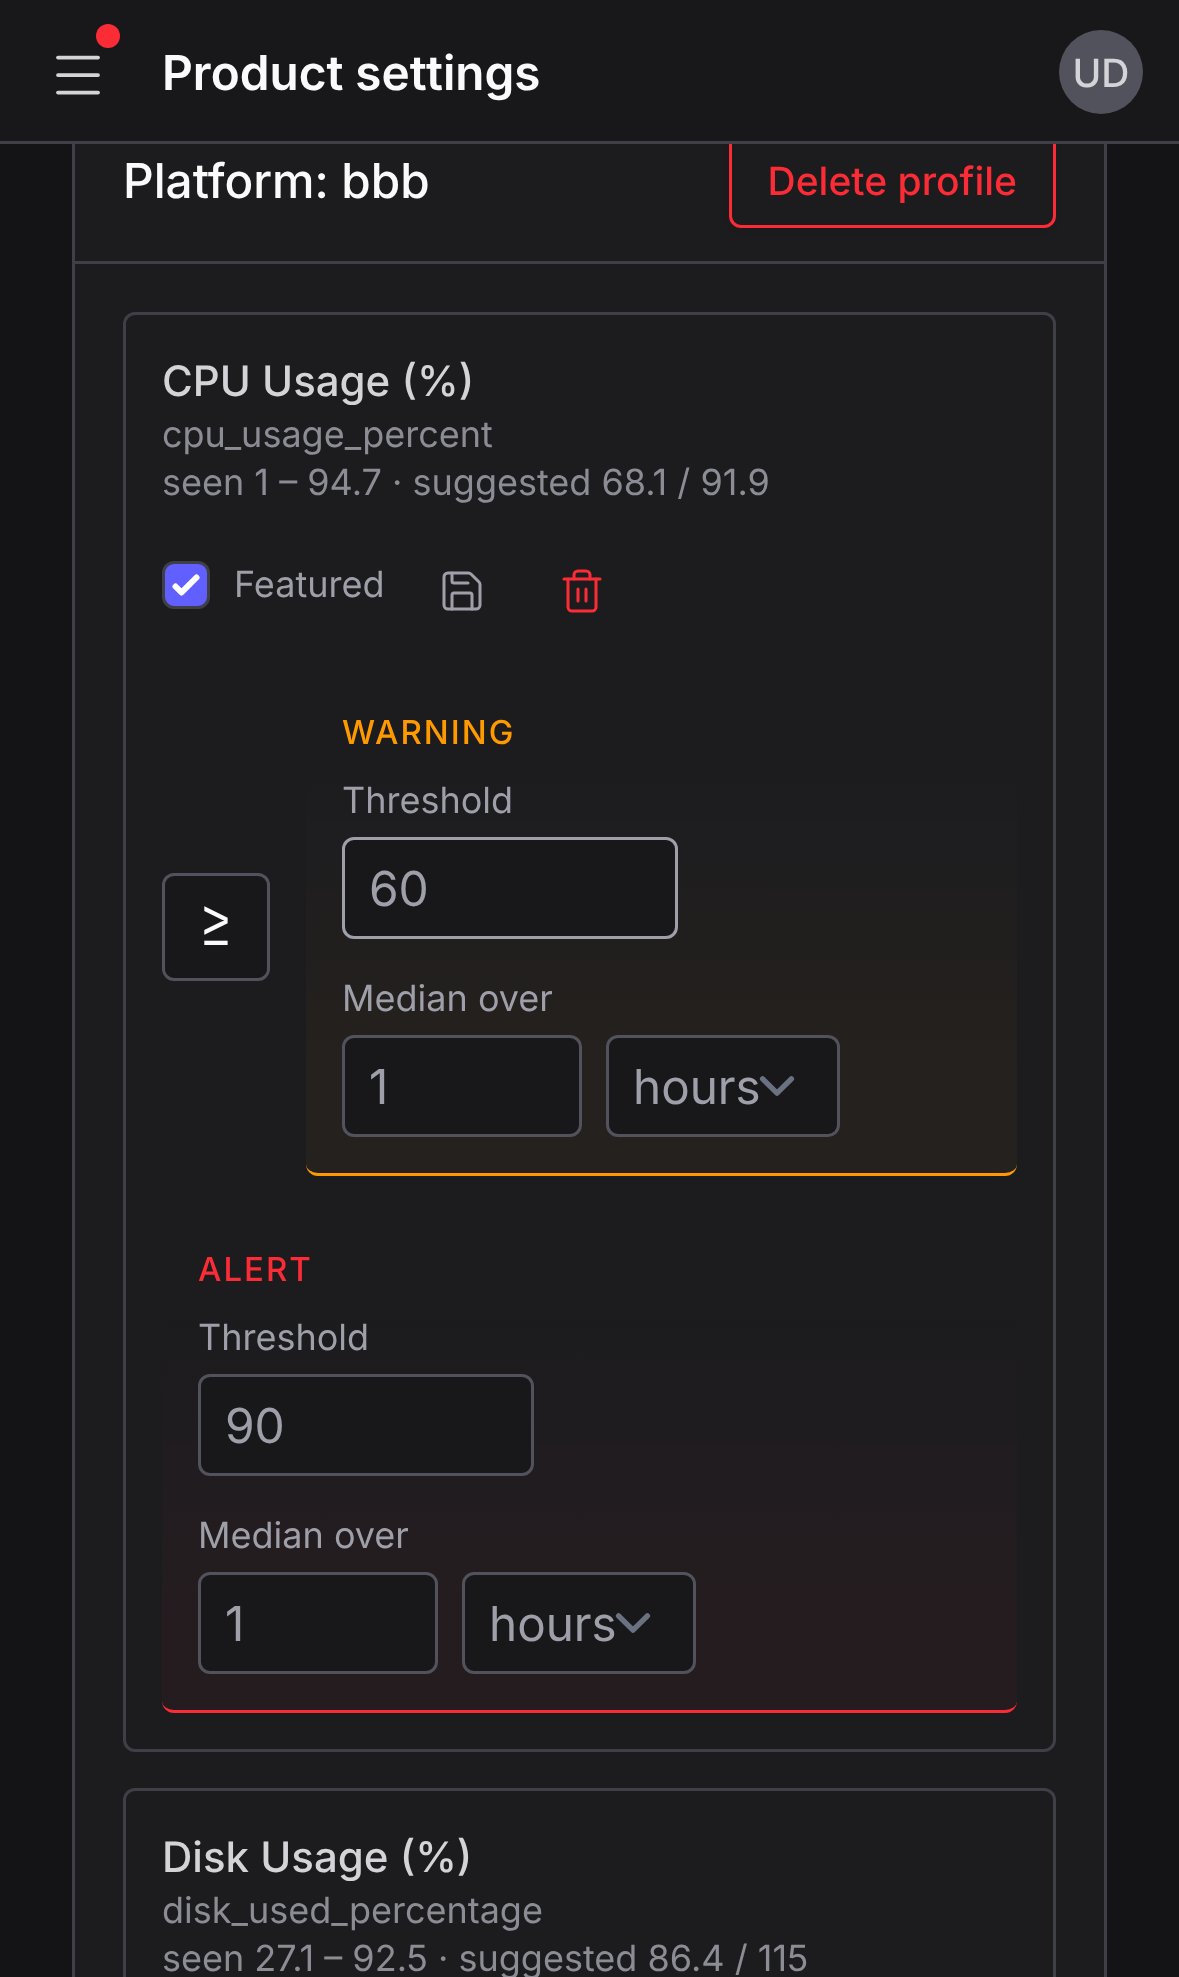 Product settings
UD
Platform: bbb
Delete profile
CPU Usage (%)
cpu_usage_percent
seen 1 – 94.7 · suggested 68.1 / 91.9
Featured
WARNING
Threshold
≥
60
Median over
1
hours
ALERT
Threshold
90
Median over
1
hours
Disk Usage (%)
disk_used_percentage
seen 27.1 – 92.5 · suggested 86.4 / 115